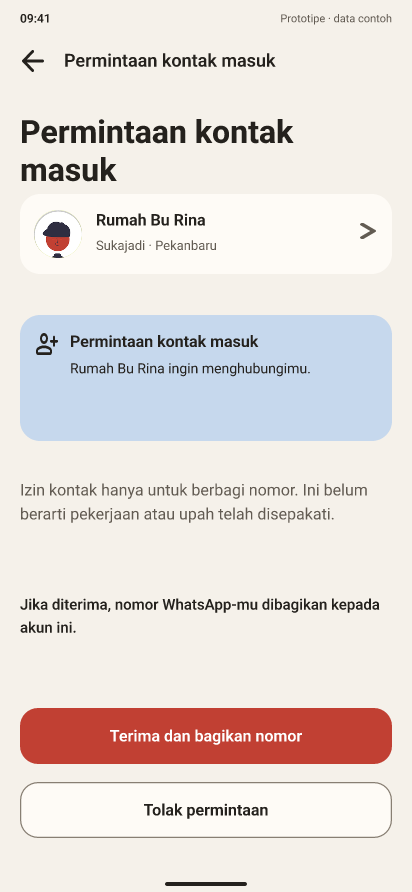 09:41
Prototipe · data contoh
Permintaan kontak masuk
Permintaan kontak
masuk
Rumah Bu Rina
Sukajadi · Pekanbaru
Permintaan kontak masuk
Rumah Bu Rina ingin menghubungimu.
Izin kontak hanya untuk berbagi nomor. Ini belum
berarti pekerjaan atau upah telah disepakati.
Jika diterima, nomor WhatsApp-mu dibagikan kepada
akun ini.
Terima dan bagikan nomor
Tolak permintaan